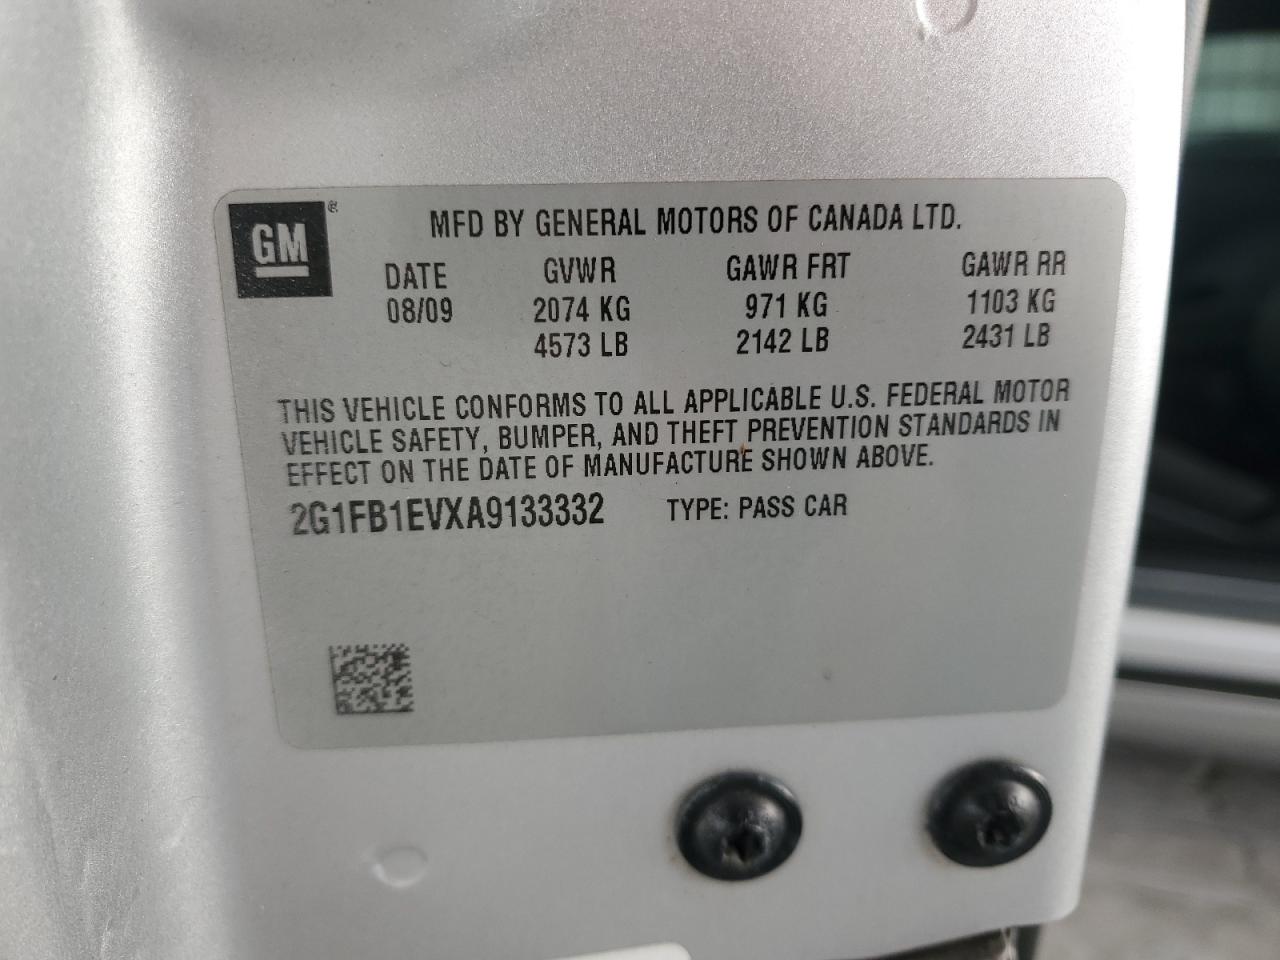 GM®
MFD BY GENERAL MOTORS OF CANADA LTD.
DATE GVWR GAWR FRT GAWR RR
08/09 2074 KG 971 KG 1103 KG
4573 LB 2142 LB 2431 LB
THIS VEHICLE CONFORMS TO ALL APPLICABLE U.S. FEDERAL MOTOR
VEHICLE SAFETY, BUMPER, AND THEFT PREVENTION STANDARDS IN
EFFECT ON THE DATE OF MANUFACTURE SHOWN ABOVE.
2G1FB1EVXA9133332 TYPE: PASS CAR